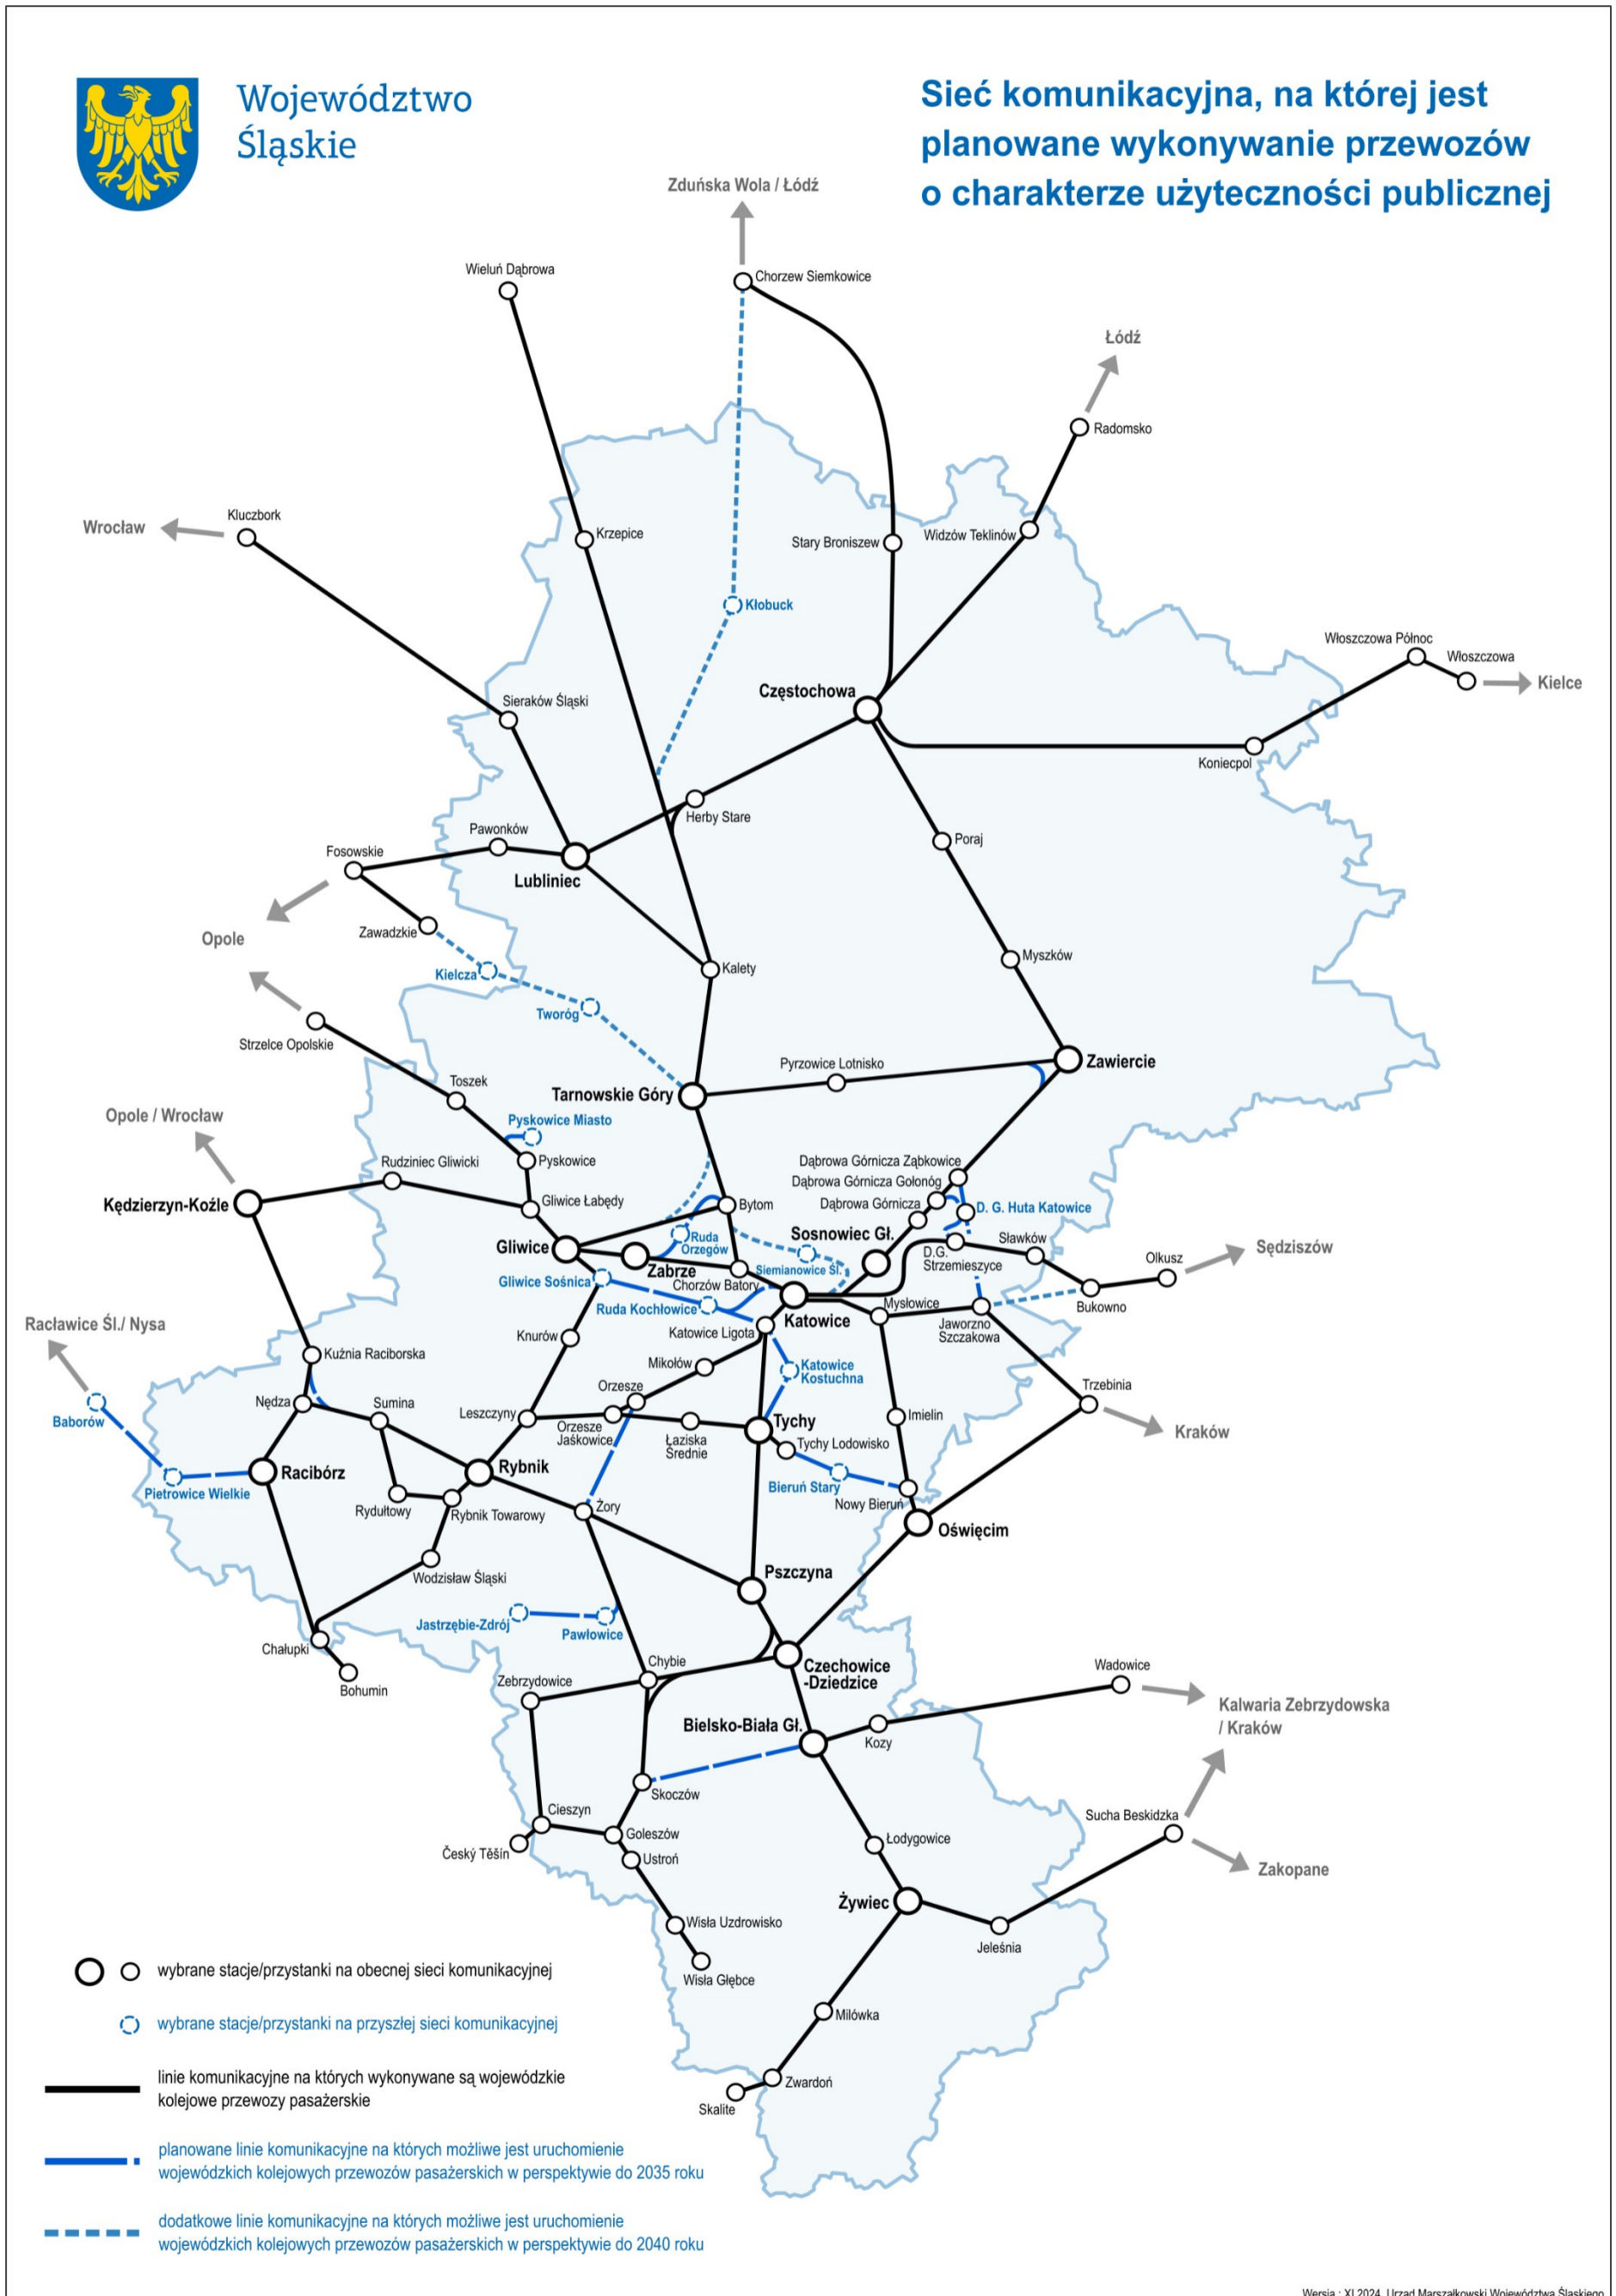 Województwo
Śląskie
Sieć komunikacyjna, na której jest
planowane wykonywanie przewozów
o charakterze użyteczności publicznej
Zduńska Wola / Łódź
Wieluń Dąbrowa
Chorzew Siemkowice
Łódź
Radomsko
Kluczbork
Wrocław
Krzepice
Stary Broniszew
Widzów Teklinów
Kłobuck
Włoszczowa Północ
Włoszczowa
Kielce
Częstochowa
Sieraków Śląski
Koniecpol
Herby Stare
Pawonków
Poraj
Fosowskie
Lubliniec
Zawadzkie
Opole
Myszków
Kielcza
Kalety
Tworóg
Strzelce Opolskie
Pyrzowice Lotnisko
Zawiercie
Toszek
Tarnowskie Góry
Opole / Wrocław
Pyskowice Miasto
Rudziniec Gliwicki
Pyskowice
Dąbrowa Górnicza Ząbkowice
Dąbrowa Górnicza Gołonóg
Kędzierzyn-Koźle
Gliwice Łabędy
Bytom
Dąbrowa Górnicza
D. G. Huta Katowice
Sosnowiec Gł.
Ruda
Orzegów
Gliwice
Sławków
Sędziszów
D.G.
Strzemieszyce
Olkusz
Zabrze
Siemianowice Śl.
Gliwice Sośnica
Chorzów Batory
Ruda Kochłowice
Mysłowice
Bukowno
Racławice Śl./ Nysa
Katowice
Jaworzno
Szczakowa
Knurów
Katowice Ligota
Kuźnia Raciborska
Mikołów
Katowice
Kostuchna
Orzesze
Trzebinia
Nędza
Sumina
Leszczyny
Baborów
Orzesze
Jaśkowice
Łaziska
Średnie
Tychy
Imielin
Kraków
Tychy Lodowisko
Racibórz
Rybnik
Pietrowice Wielkie
Bieruń Stary
Nowy Bieruń
Rydułtowy
Rybnik Towarowy
Żory
Oświęcim
Wodzisław Śląski
Pszczyna
Jastrzębie-Zdrój
Pawłowice
Chałupki
Chybie
Czechowice
-Dziedzice
Wadowice
Bohumin
Zebrzydowice
Kalwaria Zebrzydowska
/ Kraków
Bielsko-Biała Gł.
Kozy
Skoczów
Cieszyn
Sucha Beskidzka
Goleszów
Łodygowice
Český Těšín
Ustroń
Zakopane
Żywiec
Wisła Uzdrowisko
Jeleśnia
Wisła Głębce
wybrane stacje/przystanki na obecnej sieci komunikacyjnej
Milówka
wybrane stacje/przystanki na przyszłej sieci komunikacyjnej
Zwardoń
Skalite
linie komunikacyjne na których wykonywane są wojewódzkie
kolejowe przewozy pasażerskie
planowane linie komunikacyjne na których możliwe jest uruchomienie
wojewódzkich kolejowych przewozów pasażerskich w perspektywie do 2035 roku
dodatkowe linie komunikacyjne na których możliwe jest uruchomienie
wojewódzkich kolejowych przewozów pasażerskich w perspektywie do 2040 roku
Wersja : XI.2024, Urząd Marszałkowski Województwa Śląskiego